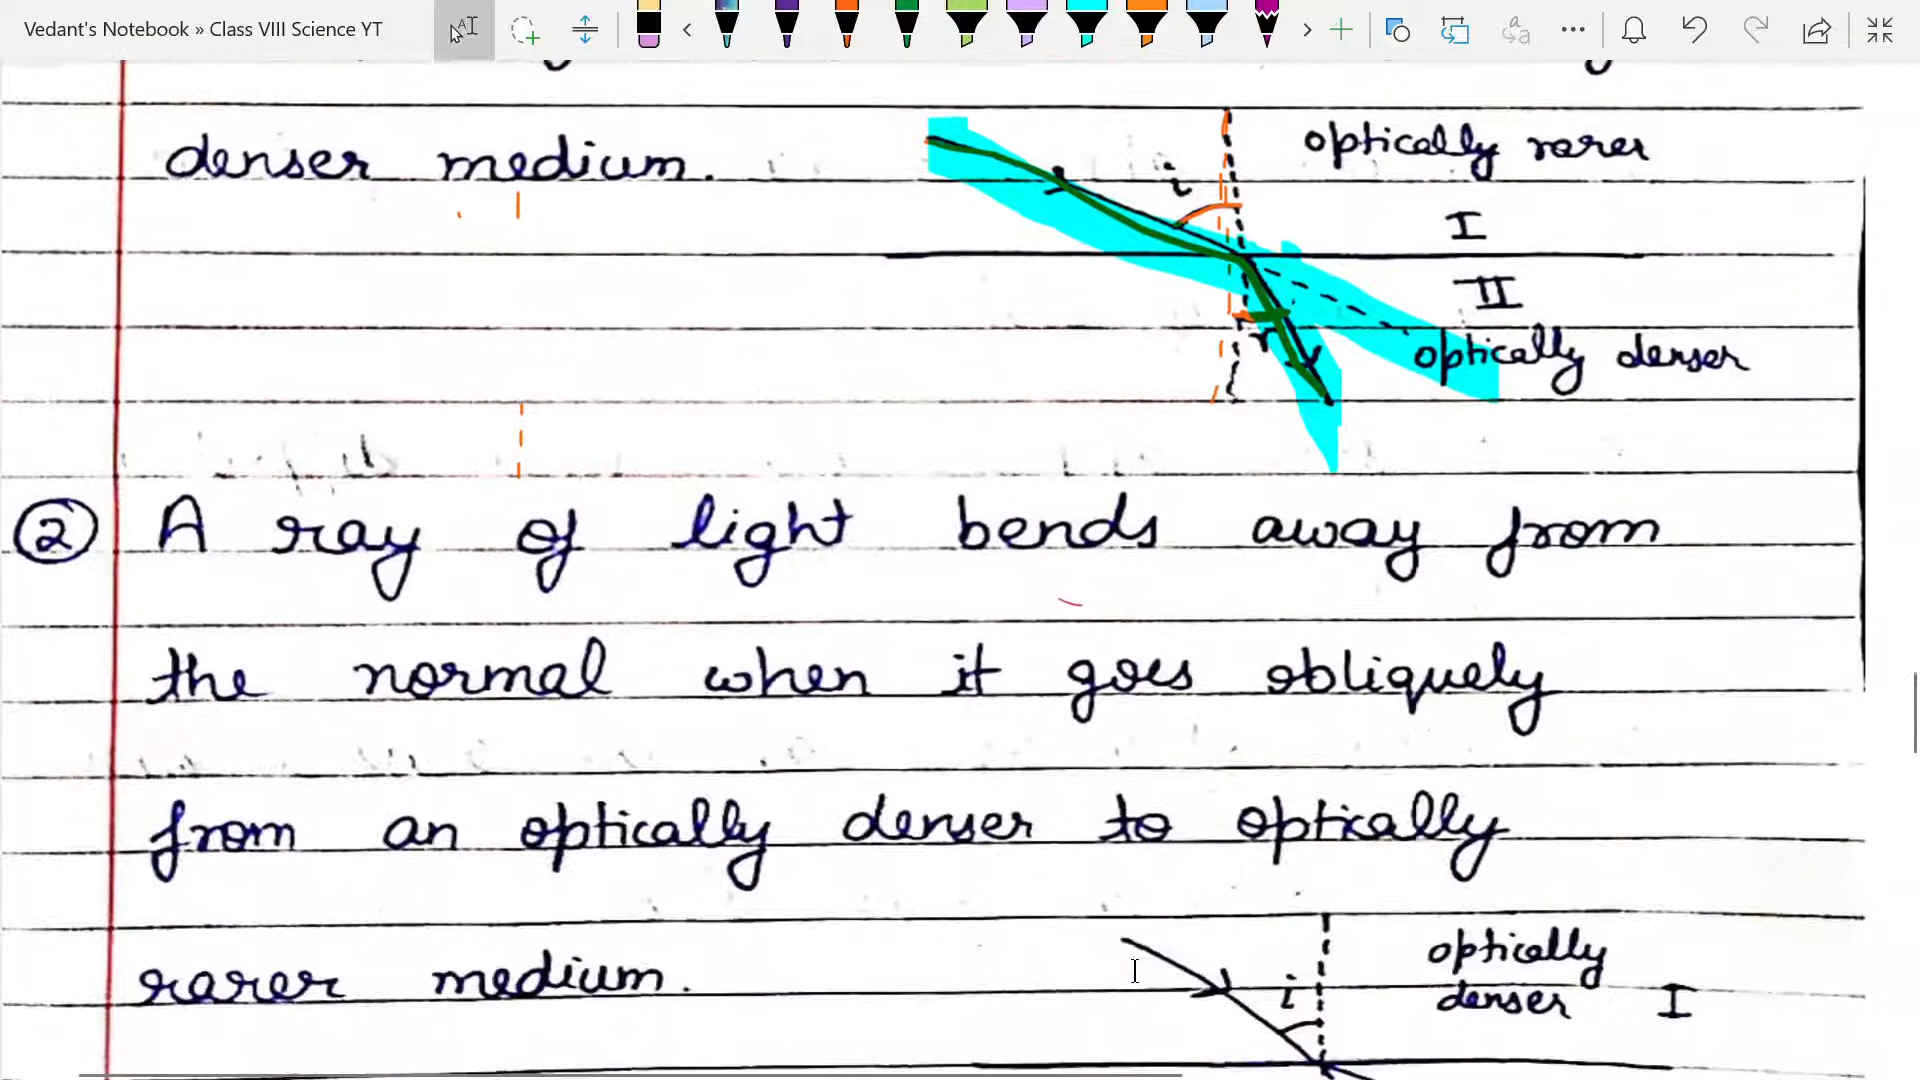 Vedant's Notebook » Class VIII Science YT
denser medium.
i
optically rarer
I
II
r
optically denser
② A ray of light bends away from
the normal when it goes obliquely
from an optically denser to optically
rarer medium.
i
optically
denser I